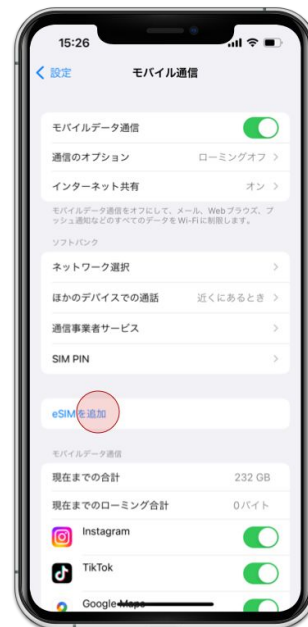 15:26
設定
モバイル通信
モバイルデータ通信
通信のオプション ローミングオフ
インターネット共有 オン
モバイルデータ通信をオフにして、メール、Webブラウズ、プ
ッシュ通知などのすべてのデータをWi-Fiに制限します。
ソフトバンク
ネットワーク選択
ほかのデバイスでの通話 近くにあるとき
通信事業者サービス
SIM PIN
eSIMを追加
モバイルデータ通信
現在までの合計 232 GB
現在までのローミング合計 0バイト
Instagram
TikTok
Google Maps